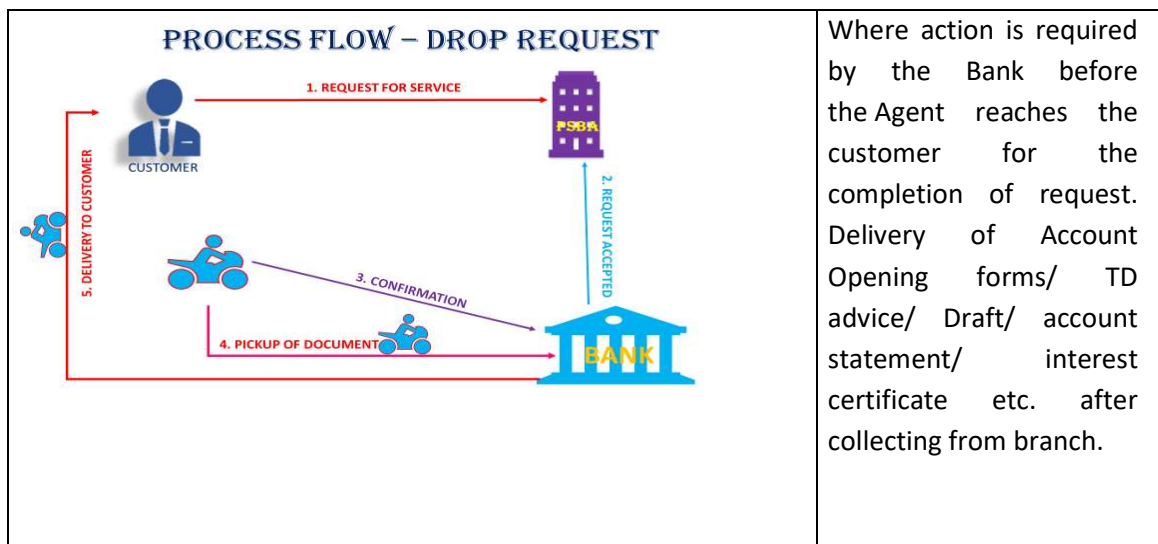 PROCESS FLOW – DROP REQUEST
1. REQUEST FOR SERVICE
PSBA
CUSTOMER
2. REQUEST ACCEPTED
3. CONFIRMATION
4. PICKUP OF DOCUMENT
BANK
5. DELIVERY TO CUSTOMER
Where action is required
by the Bank before
the Agent reaches the
customer for the
completion of request.
Delivery of Account
Opening forms/ TD
advice/ Draft/ account
statement/ interest
certificate etc. after
collecting from branch.